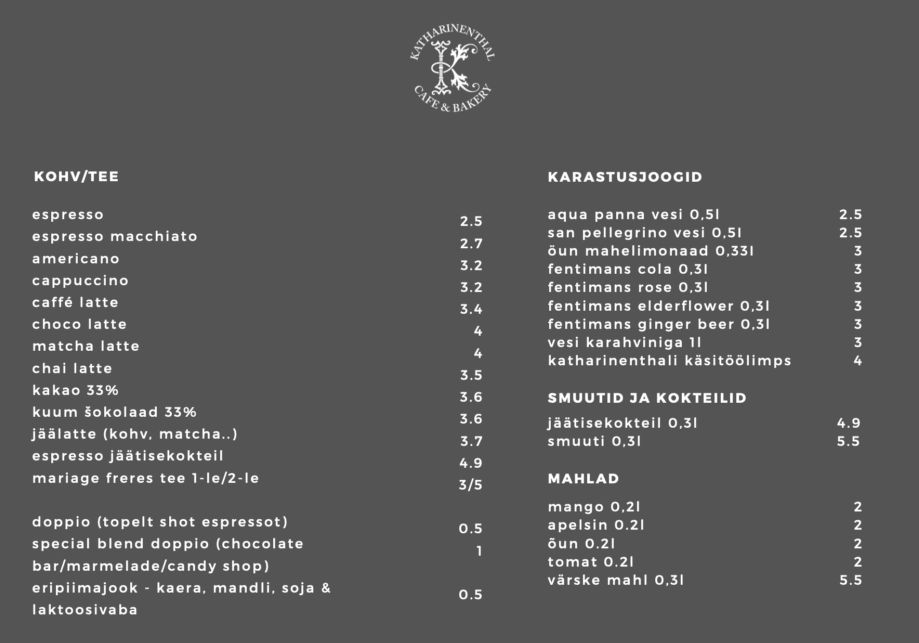 KATHARINENTHAL
CAFE & BAKERY
KOHV/TEE
espresso 2.5
espresso macchiato 2.7
americano 3.2
cappuccino 3.2
caffé latte 3.4
choco latte 4
matcha latte 4
chai latte 3.5
kakao 33% 3.6
kuum šokolaad 33% 3.6
jäälatte (kohv, matcha..) 3.7
espresso jäätisekokteil 4.9
mariage freres tee 1-le/2-le 3/5
doppio (topelt shot espressot) 0.5
special blend doppio (chocolate 1
bar/marmelade/candy shop)
eripiimajook - kaera, mandli, soja & 0.5
laktoosivaba
KARASTUSJOOGID
aqua panna vesi 0,5l 2.5
san pellegrino vesi 0,5l 2.5
õun mahelimonaad 0,33l 3
fentimans cola 0,3l 3
fentimans rose 0,3l 3
fentimans elderflower 0,3l 3
fentimans ginger beer 0,3l 3
vesi karahviniga 1l 3
katharinenthali käsitöölimps 4
SMUUTID JA KOKTEILID
jäätisekokteil 0,3l 4.9
smuuti 0,3l 5.5
MAHLAD
mango 0,2l 2
apelsin 0.2l 2
õun 0.2l 2
tomat 0.2l 2
värske mahl 0,3l 5.5